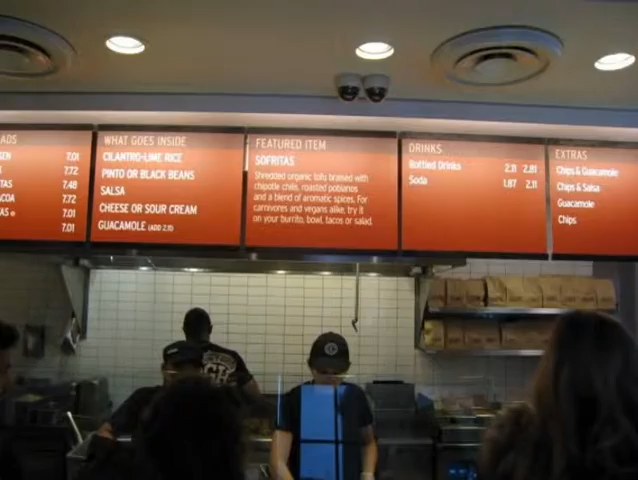 ADS
7.01
7.72
TAS 7.48
COA 7.72
AS 7.01
7.01
WHAT GOES INSIDE
CILANTRO-LIME RICE
PINTO OR BLACK BEANS
SALSA
CHEESE OR SOUR CREAM
GUACAMOLE (ADD 2.11)
FEATURED ITEM
SOFRITAS
Shredded organic tofu braised with
chipotle chilis, roasted poblanos
and a blend of aromatic spices. For
carnivores and vegans alike, try it
on your burrito, bowl, tacos or salad.
DRINKS
Bottled Drinks 2.11 2.81
Soda 1.87 2.11
EXTRAS
Chips & Guacamole
Chips & Salsa
Guacamole
Chips